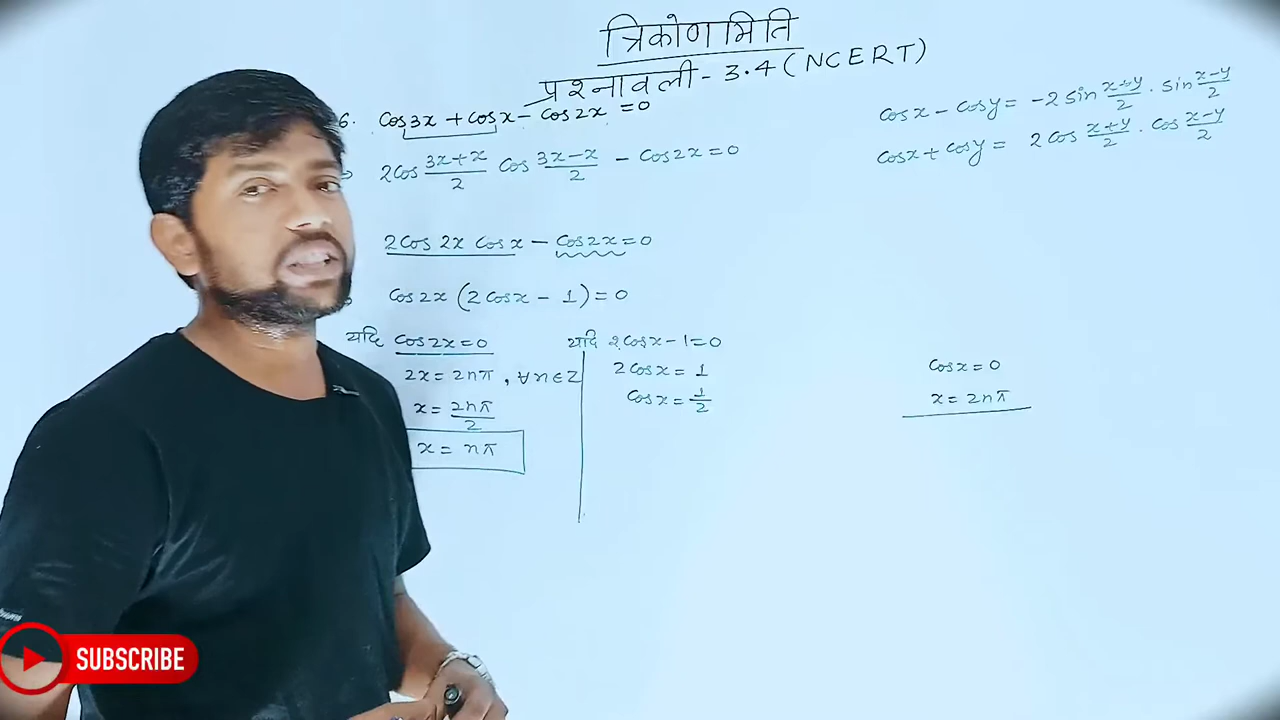 त्रिकोणमिति
प्रश्नावली - 3.4 (NCERT)
6. cos3x + cosx - cos2x = 0
2cos (3x+x)/2 cos (3x-x)/2 - cos2x = 0
2cos 2x cosx - cos2x = 0
cos2x (2cosx - 1) = 0
यदि cos2x = 0
2x = 2nπ, ∀ n ∈ Z
x = 2nπ/2
x = nπ
यदि 2cosx - 1 = 0
2cosx = 1
cosx = 1/2
cosx - cosy = -2 sin (x+y)/2 . sin (x-y)/2
cosx + cosy = 2 cos (x+y)/2 . cos (x-y)/2
cosx = 0
x = 2nπ
SUBSCRIBE